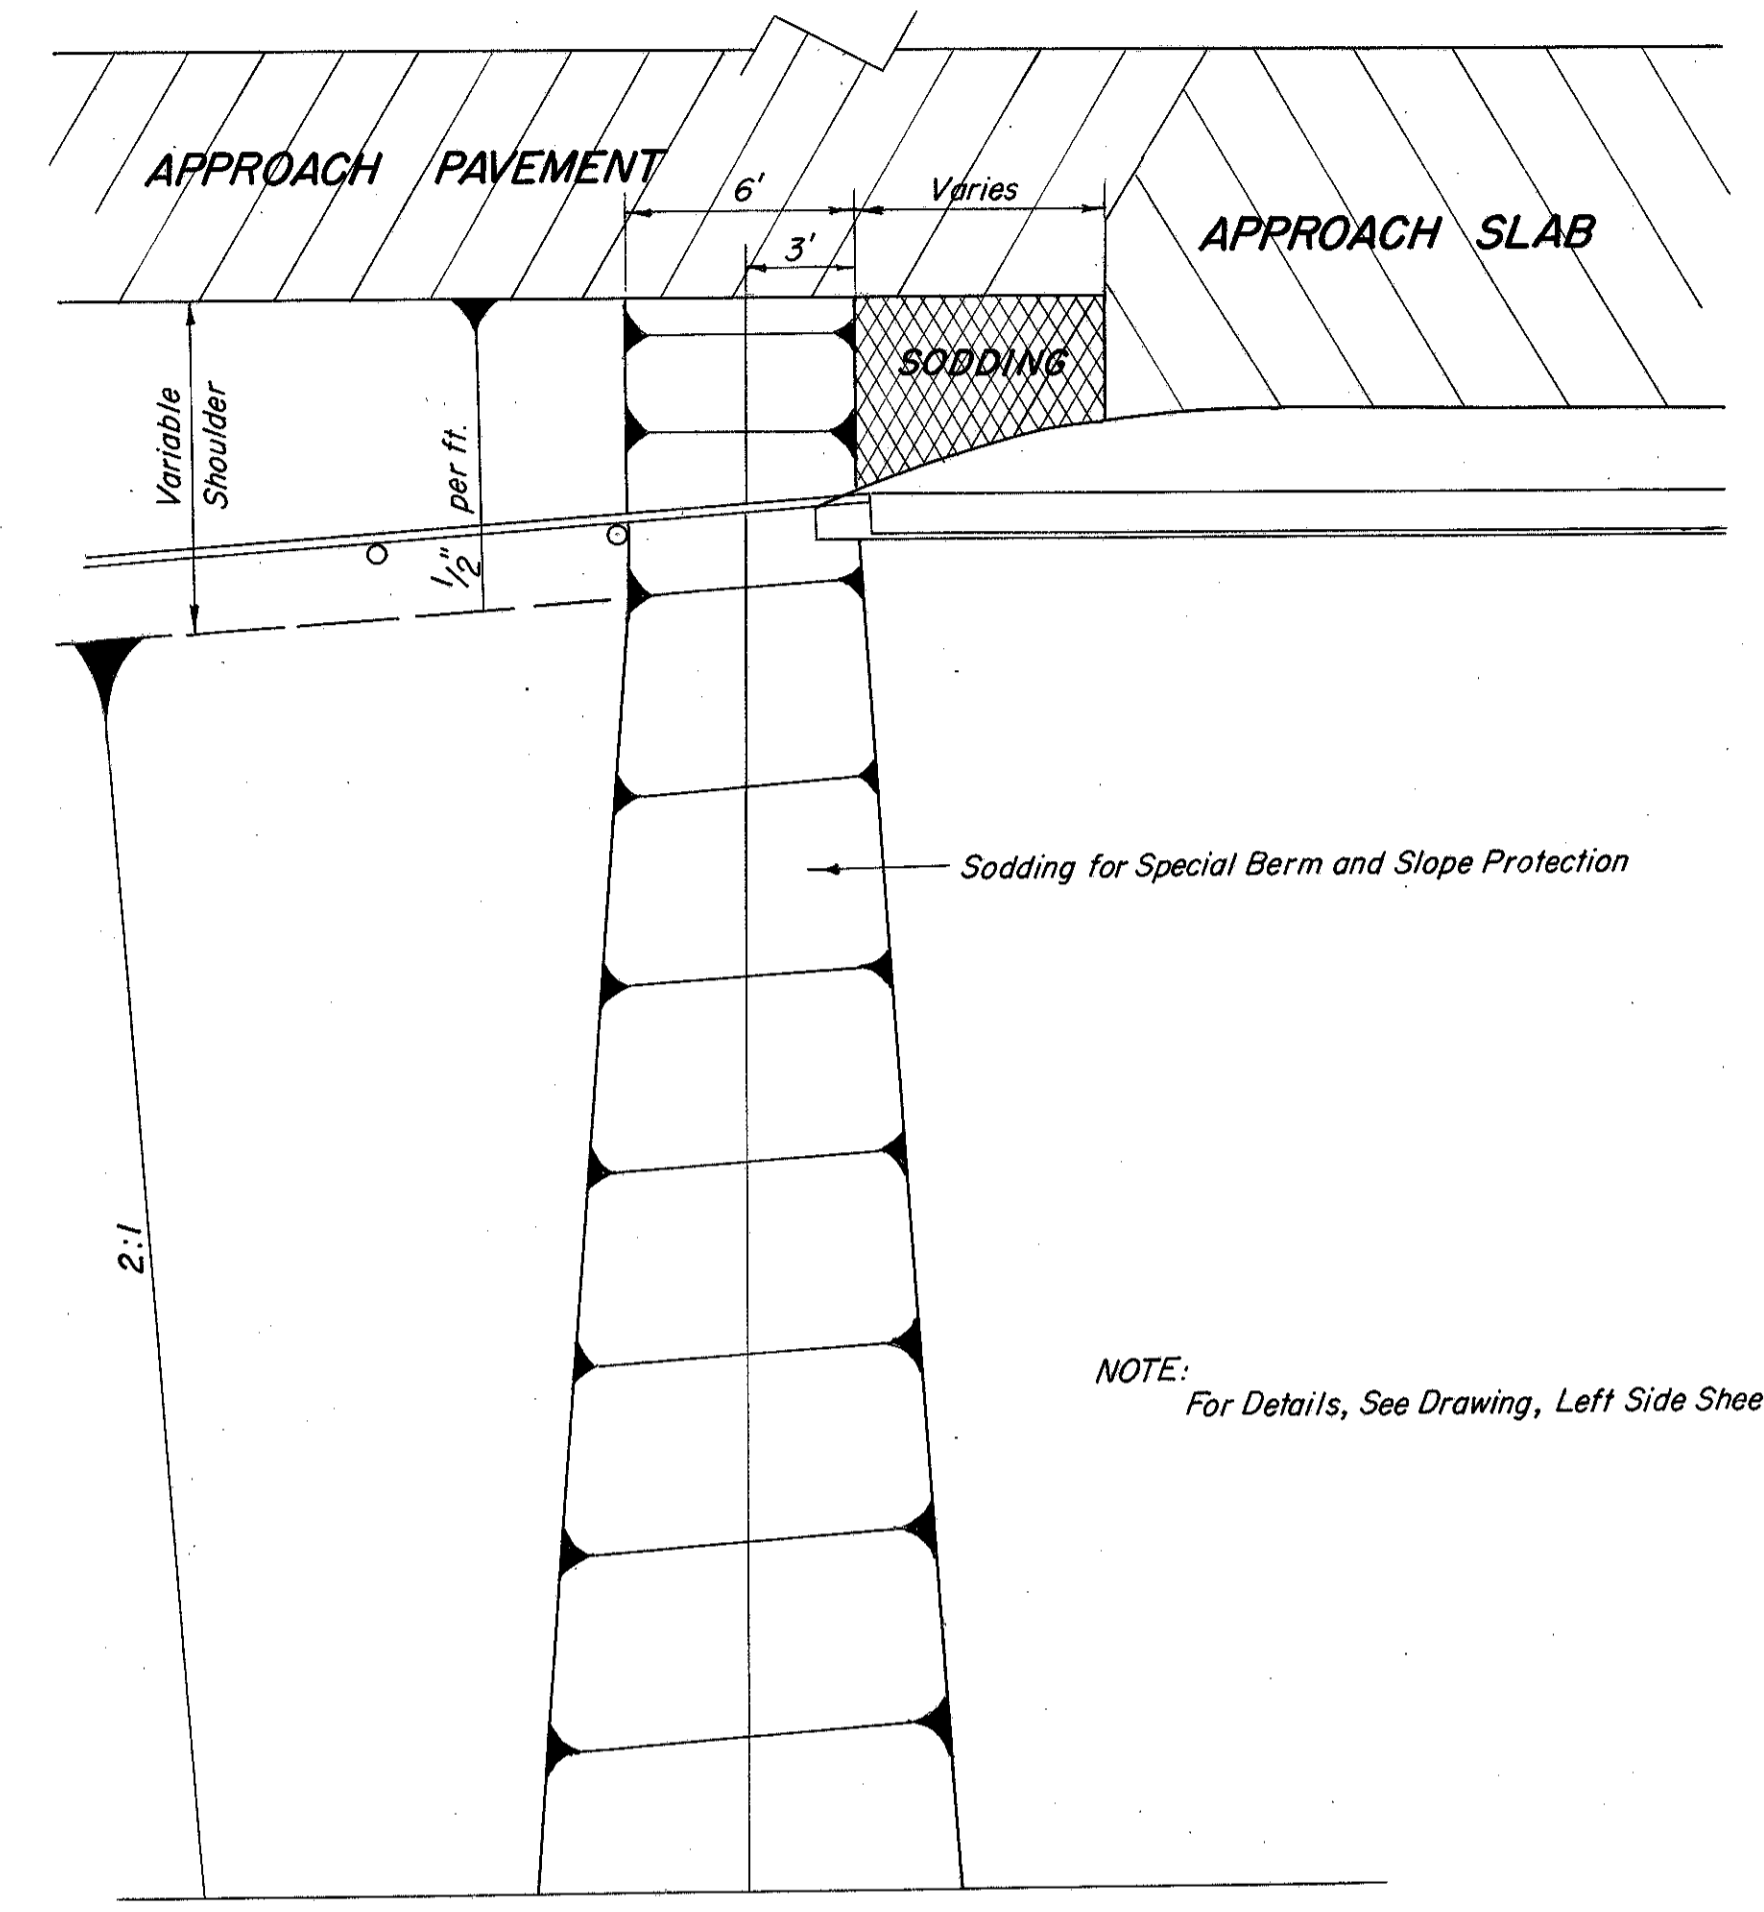 APPROACH PAVEMENT
6'
Varies
3'
APPROACH SLAB
SODDING
Variable
Shoulder
1/2" per ft.
Sodding for Special Berm and Slope Protection
2:1
NOTE:
For Details, See Drawing, Left Side Shee